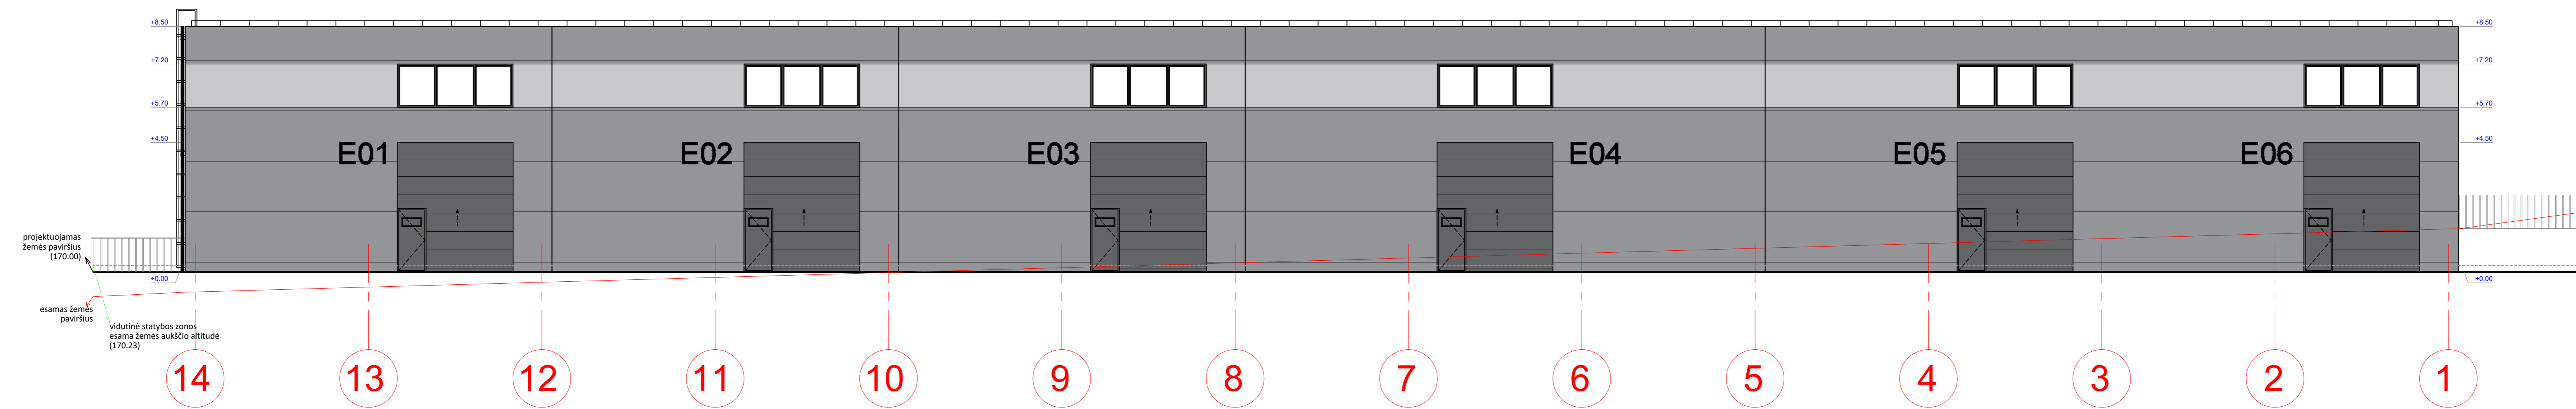 +8.50
+8.50
+7.20
+7.20
+5.70
+5.70
+4.50
+4.50
E01
E02
E03
E04
E05
E06
projektuojamas
žemės paviršius
(170.00)
+0.00
+0.00
esamas žemės
paviršius
vidutinė statybos zonos
esama žemės aukščio altitudė
(170.23)
14
13
12
11
10
9
8
7
6
5
4
3
2
1